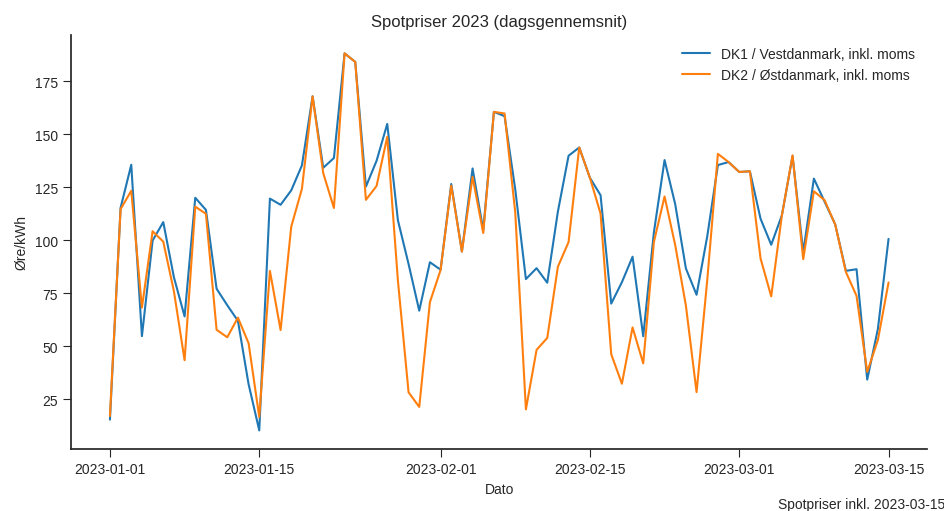 Spotpriser 2023 (dagsgennemsnit)
DK1 / Vestdanmark, inkl. moms
DK2 / Østdanmark, inkl. moms
Øre/kWh
175
150
125
100
75
50
25
2023-01-01
2023-01-15
2023-02-01
2023-02-15
2023-03-01
2023-03-15
Dato
Spotpriser inkl. 2023-03-15